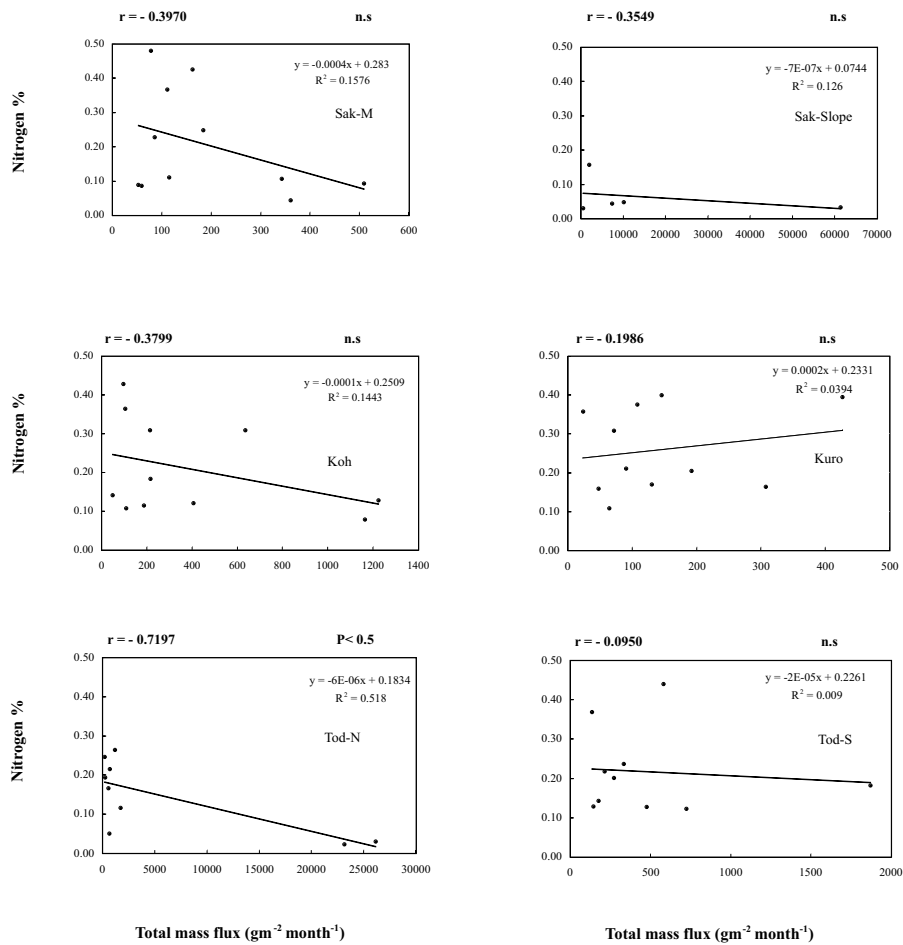 r = - 0.3970 n.s
0.50
0.40
0.30
0.20
0.10
0.00
0 100 200 300 400 500 600
y = -0.0004x + 0.283
R² = 0.1576
Sak-M
Nitrogen %
r = - 0.3549 n.s
0.50
0.40
0.30
0.20
0.10
0.00
0 10000 20000 30000 40000 50000 60000 70000
y = -7E-07x + 0.0744
R² = 0.126
Sak-Slope
r = - 0.3799 n.s
0.50
0.40
0.30
0.20
0.10
0.00
0 200 400 600 800 1000 1200 1400
y = -0.0001x + 0.2509
R² = 0.1443
Koh
Nitrogen %
r = - 0.1986 n.s
0.50
0.40
0.30
0.20
0.10
0.00
0 100 200 300 400 500
y = 0.0002x + 0.2331
R² = 0.0394
Kuro
r = - 0.7197 P< 0.5
0.50
0.40
0.30
0.20
0.10
0.00
0 5000 10000 15000 20000 25000 30000
y = -6E-06x + 0.1834
R² = 0.518
Tod-N
Nitrogen %
Total mass flux (gm⁻² month⁻¹)
r = - 0.0950 n.s
0.50
0.40
0.30
0.20
0.10
0.00
0 500 1000 1500 2000
y = -2E-05x + 0.2261
R² = 0.009
Tod-S
Total mass flux (gm⁻² month⁻¹)